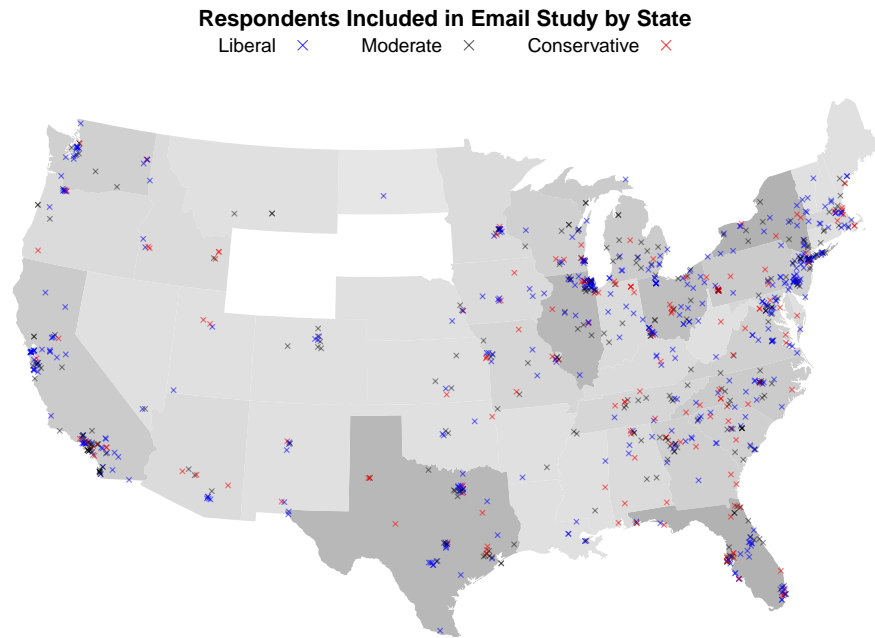 Respondents Included in Email Study by State
Liberal × Moderate × Conservative ×